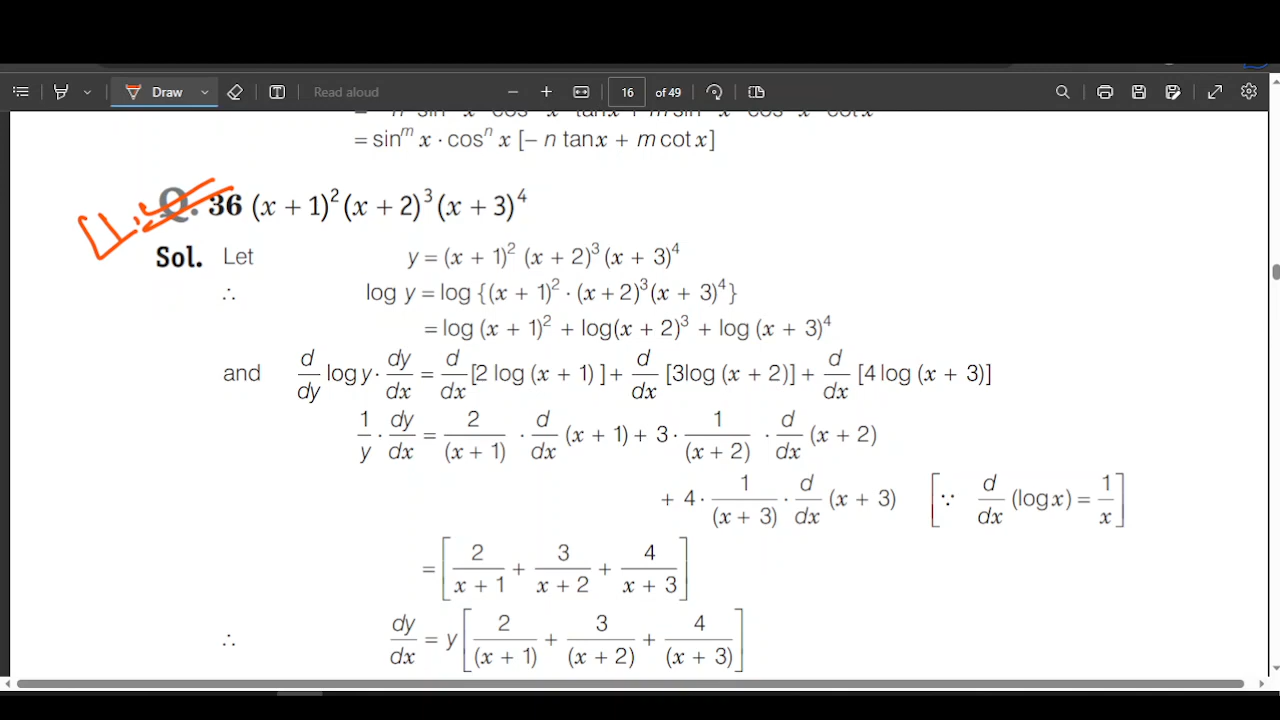 Draw
Read aloud
16 of 49
= sin^m x · cos^n x [– n tanx + m cot x]
Q. 36 (x + 1)^2 (x + 2)^3 (x + 3)^4
Sol. Let y = (x + 1)^2 (x + 2)^3 (x + 3)^4
∴ log y = log {(x + 1)^2 · (x + 2)^3 (x + 3)^4}
= log (x + 1)^2 + log(x + 2)^3 + log (x + 3)^4
and d/dy log y · dy/dx = d/dx [2 log (x + 1) ] + d/dx [3log (x + 2)] + d/dx [4 log (x + 3)]
1/y · dy/dx = 2/(x + 1) · d/dx (x + 1) + 3 · 1/(x + 2) · d/dx (x + 2)
+ 4 · 1/(x + 3) · d/dx (x + 3) [∵ d/dx (log x) = 1/x]
= [2/x + 1 + 3/x + 2 + 4/x + 3]
∴ dy/dx = y [2/(x + 1) + 3/(x + 2) + 4/(x + 3)]